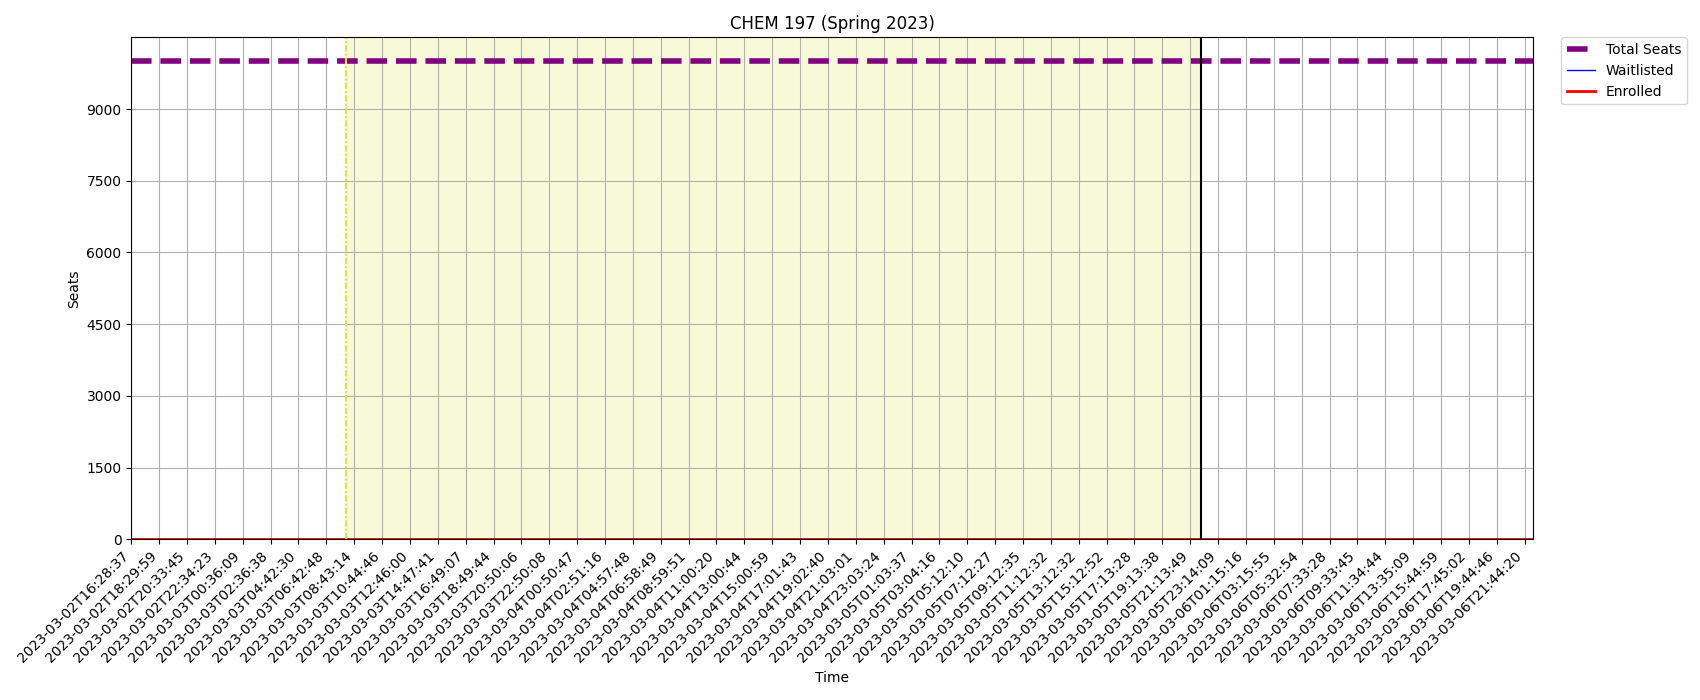 CHEM 197 (Spring 2023)
Total Seats
Waitlisted
Enrolled
9000
7500
6000
4500
3000
1500
0
Seats
2023-03-02T16:28:37
2023-03-02T18:29:59
2023-03-02T20:33:45
2023-03-02T22:34:23
2023-03-03T00:36:09
2023-03-03T02:36:38
2023-03-03T04:42:30
2023-03-03T06:42:48
2023-03-03T08:43:14
2023-03-03T10:44:46
2023-03-03T12:46:00
2023-03-03T14:47:41
2023-03-03T16:49:07
2023-03-03T18:49:44
2023-03-03T20:50:06
2023-03-03T22:50:08
2023-03-04T00:50:47
2023-03-04T02:51:16
2023-03-04T04:57:48
2023-03-04T06:58:49
2023-03-04T08:59:51
2023-03-04T11:00:20
2023-03-04T13:00:44
2023-03-04T15:00:59
2023-03-04T17:01:43
2023-03-04T19:02:40
2023-03-04T21:03:01
2023-03-04T23:03:24
2023-03-05T01:03:37
2023-03-05T03:04:16
2023-03-05T05:12:10
2023-03-05T07:12:27
2023-03-05T09:12:35
2023-03-05T11:12:32
2023-03-05T13:12:32
2023-03-05T15:12:52
2023-03-05T17:13:28
2023-03-05T19:13:38
2023-03-05T21:13:49
2023-03-05T23:14:09
2023-03-06T01:15:16
2023-03-06T03:15:55
2023-03-06T05:32:54
2023-03-06T07:33:28
2023-03-06T09:33:45
2023-03-06T11:34:44
2023-03-06T13:35:09
2023-03-06T15:44:59
2023-03-06T17:45:02
2023-03-06T19:44:46
2023-03-06T21:44:20
Time